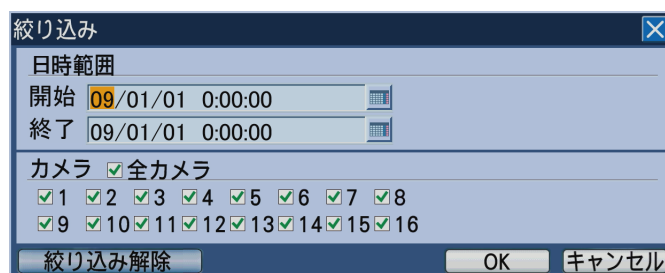 絞り込み
日時範囲
開始 09/01/01 0:00:00
終了 09/01/01 0:00:00
カメラ 全カメラ
1 2 3 4 5 6 7 8
9 10 11 12 13 14 15 16
絞り込み解除 OK キャンセル